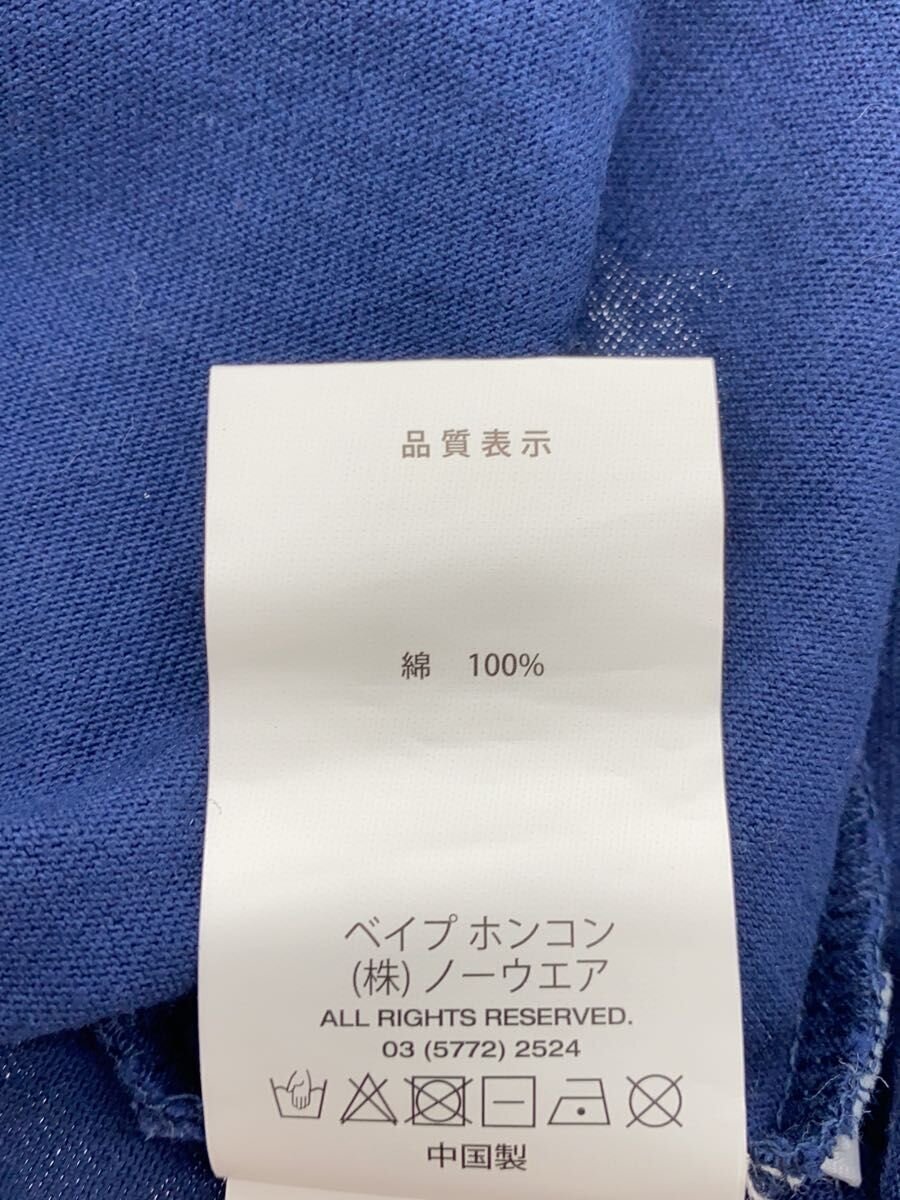 品質表示
綿 100%
ベイプ ホンコン
(株) ノーウエア
ALL RIGHTS RESERVED.
03 (5772) 2524
中国製